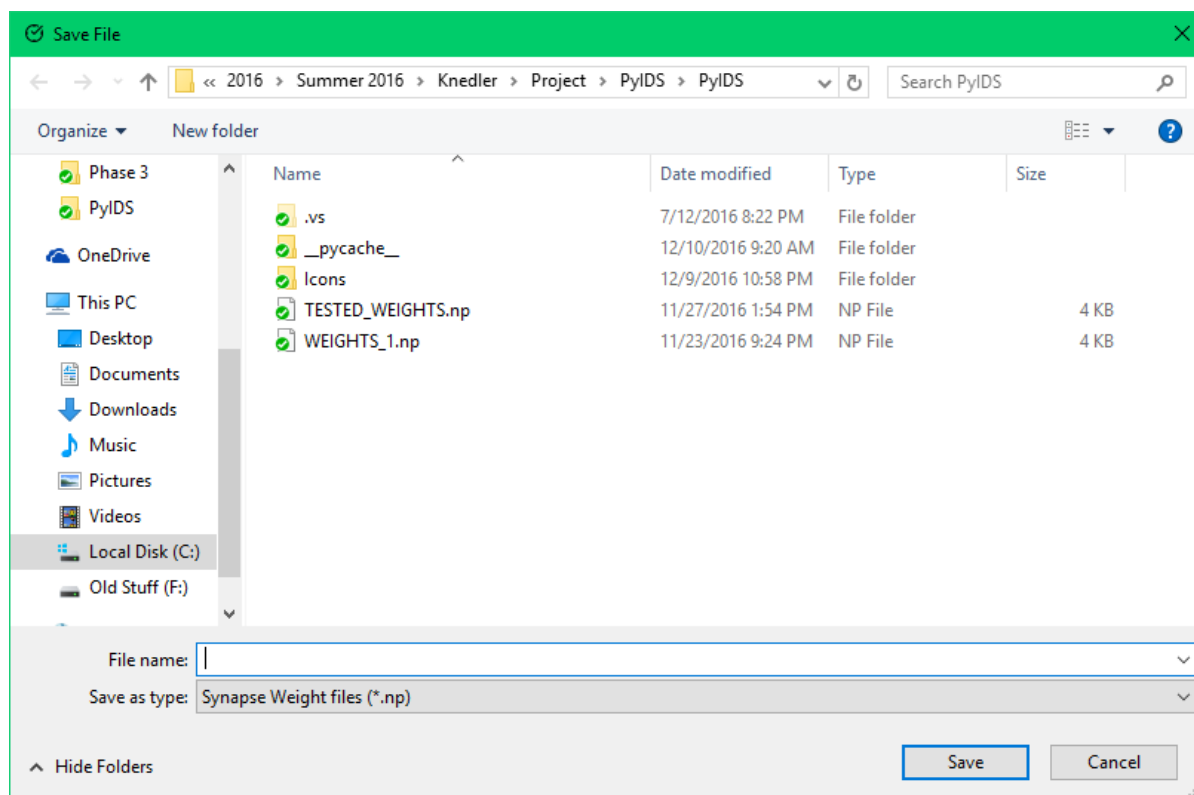 Save File
« 2016 > Summer 2016 > Knedler > Project > PyIDS > PyIDS
Search PyIDS
Organize
New folder
Name Date modified Type Size
Phase 3
PyIDS
OneDrive
This PC
Desktop
Documents
Downloads
Music
Pictures
Videos
Local Disk (C:)
Old Stuff (F:)
.vs 7/12/2016 8:22 PM File folder
__pycache__ 12/10/2016 9:20 AM File folder
Icons 12/9/2016 10:58 PM File folder
TESTED_WEIGHTS.np 11/27/2016 1:54 PM NP File 4 KB
WEIGHTS_1.np 11/23/2016 9:24 PM NP File 4 KB
File name:
Save as type: Synapse Weight files (*.np)
Hide Folders
Save
Cancel